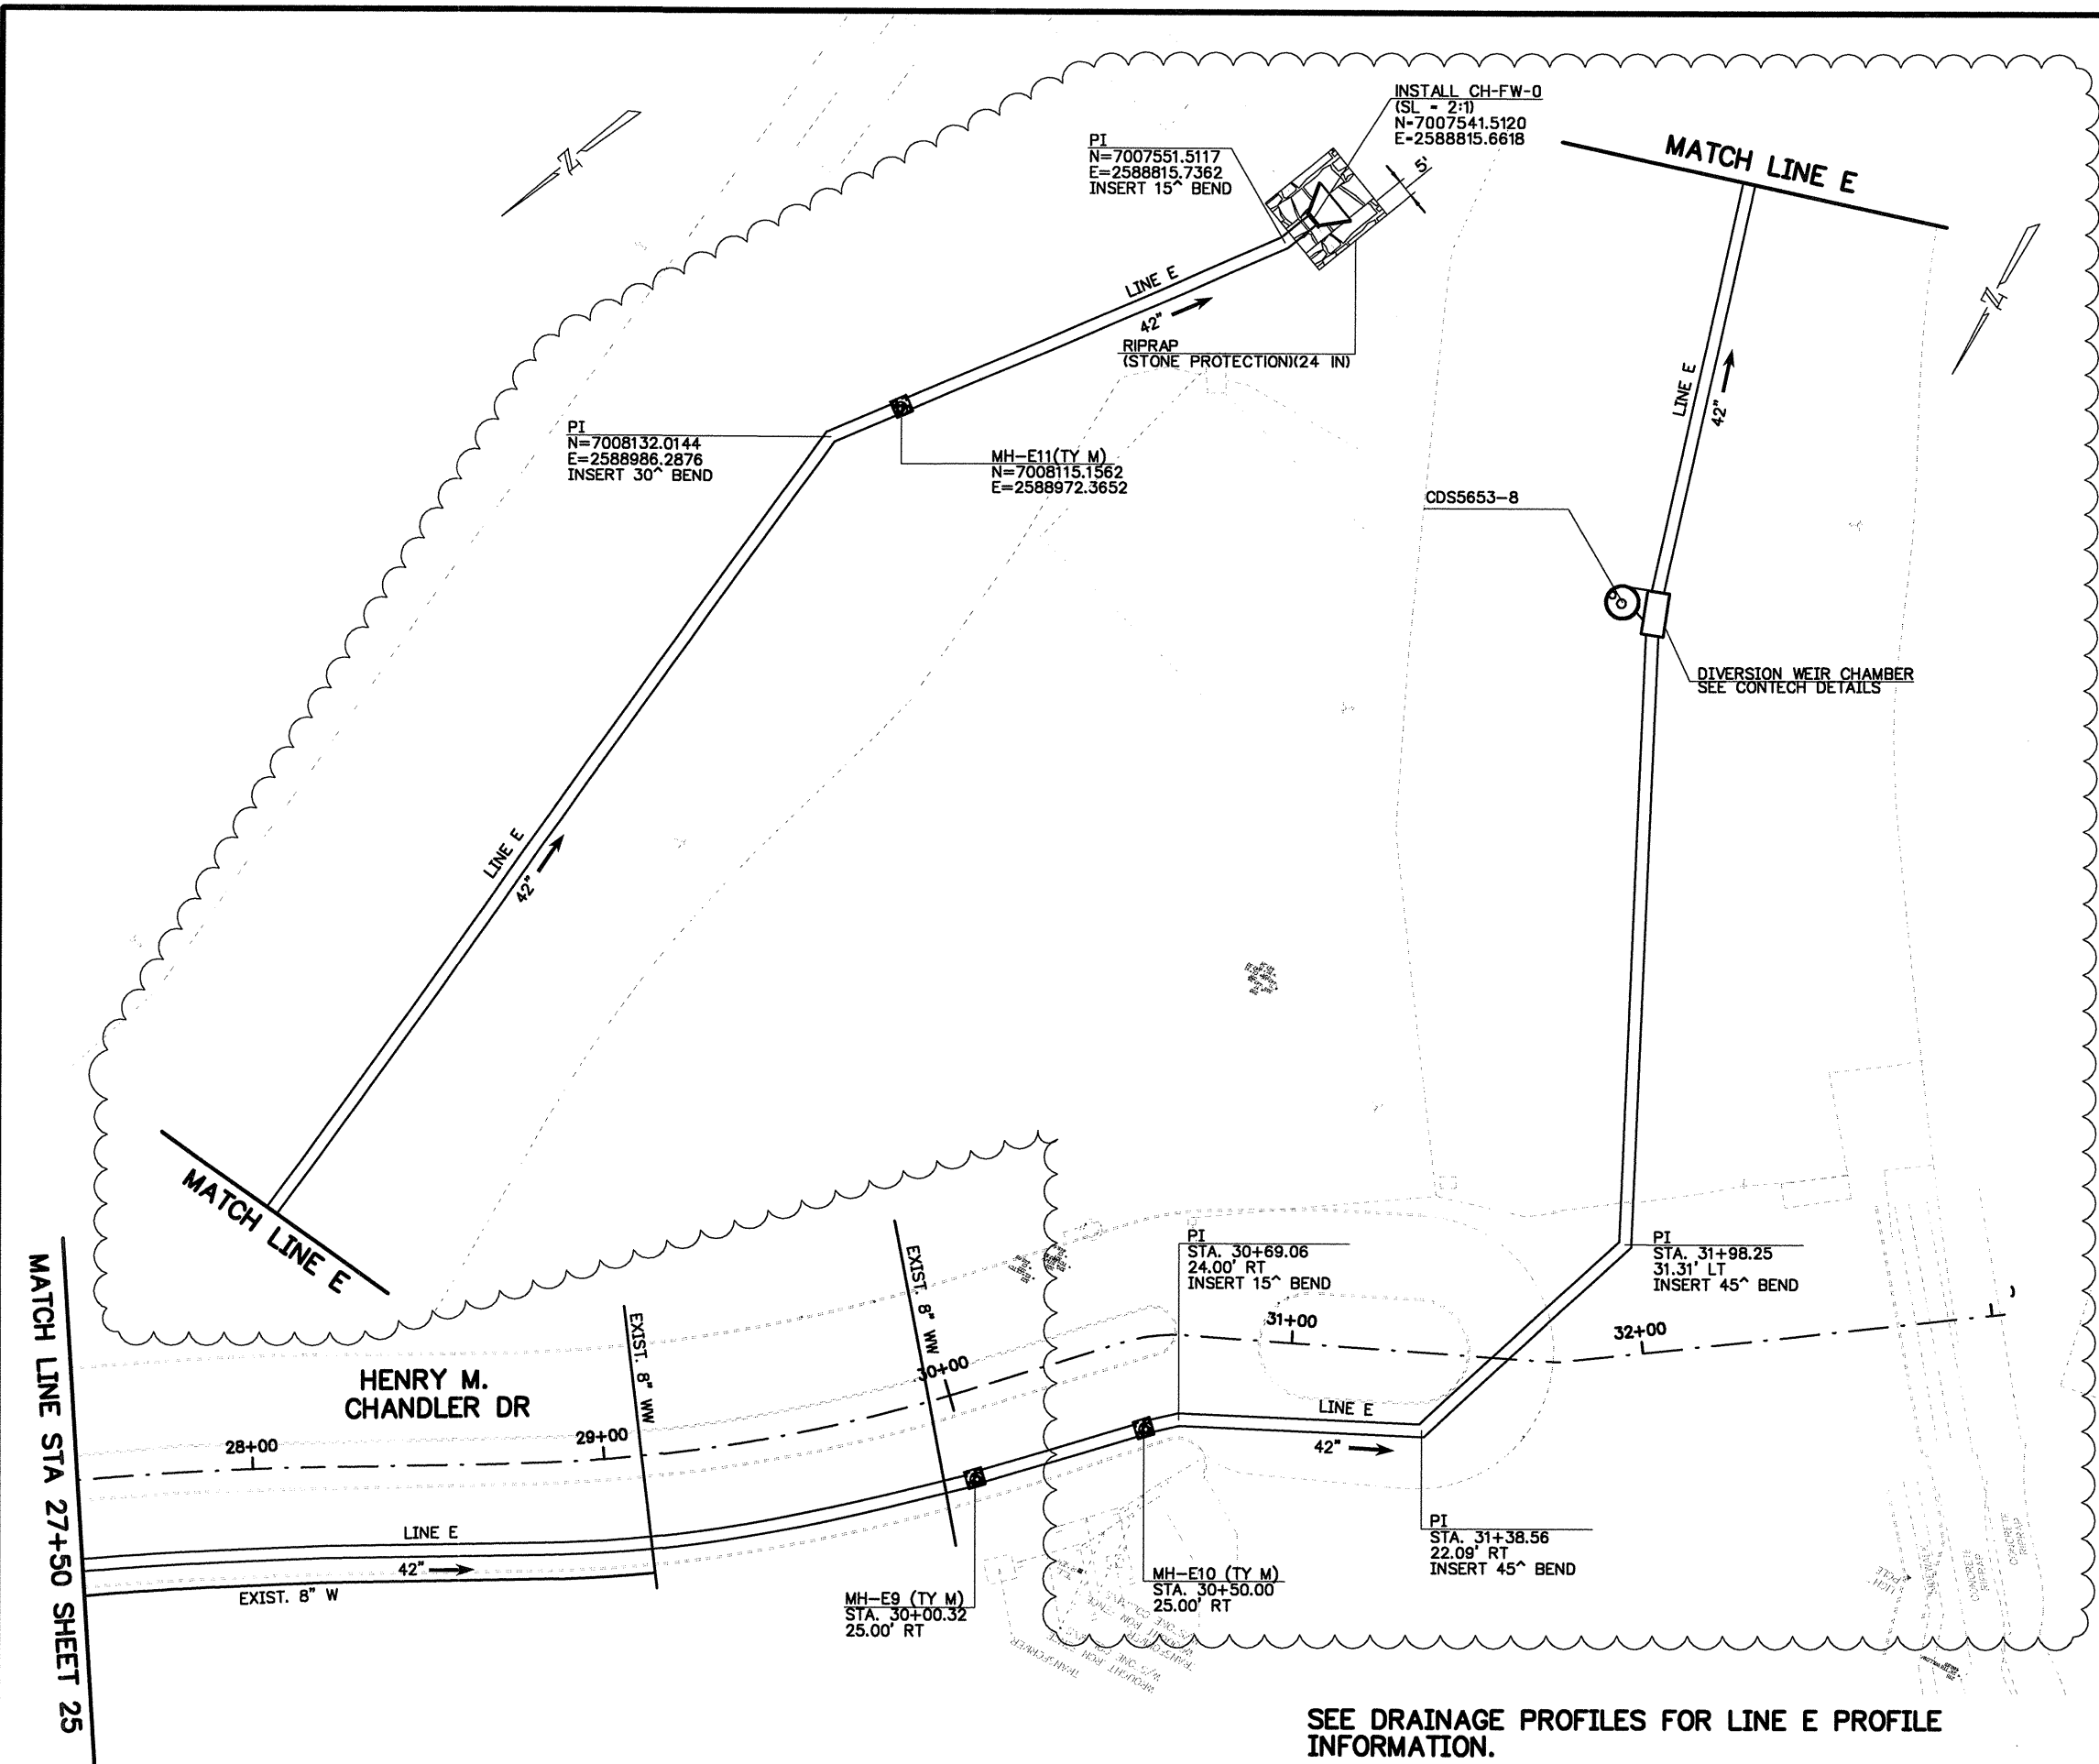 INSTALL CH-FW-0
(SL = 2:1)
N=7007541.5120
E=2588815.6618
PI
N=7007551.5117
E=2588815.7362
INSERT 15^ BEND
5'
MATCH LINE E
N
N
LINE E
42"
RIPRAP
(STONE PROTECTION)(24 IN)
PI
N=7008132.0144
E=2588986.2876
INSERT 30^ BEND
MH-E11(TY M)
N=7008115.1562
E=2588972.3652
LINE E
42"
CDS5653-8
DIVERSION WEIR CHAMBER
SEE CONTECH DETAILS
LINE E
42"
MATCH LINE E
MATCH LINE STA 27+50 SHEET 25
HENRY M.
CHANDLER DR
EXIST. 8" WW
EXIST. 8" WW
28+00
29+00
30+00
31+00
32+00
PI
STA. 30+69.06
24.00' RT
INSERT 15^ BEND
PI
STA. 31+98.25
31.31' LT
INSERT 45^ BEND
LINE E
42"
LINE E
42"
EXIST. 8" W
MH-E9 (TY M)
STA. 30+00.32
25.00' RT
MH-E10 (TY M)
STA. 30+50.00
25.00' RT
PI
STA. 31+38.56
22.09' RT
INSERT 45^ BEND
TRANSFORMER
CONCRETE
RIPRAP
CONCRETE
RIPRAP
SEE DRAINAGE PROFILES FOR LINE E PROFILE
INFORMATION.